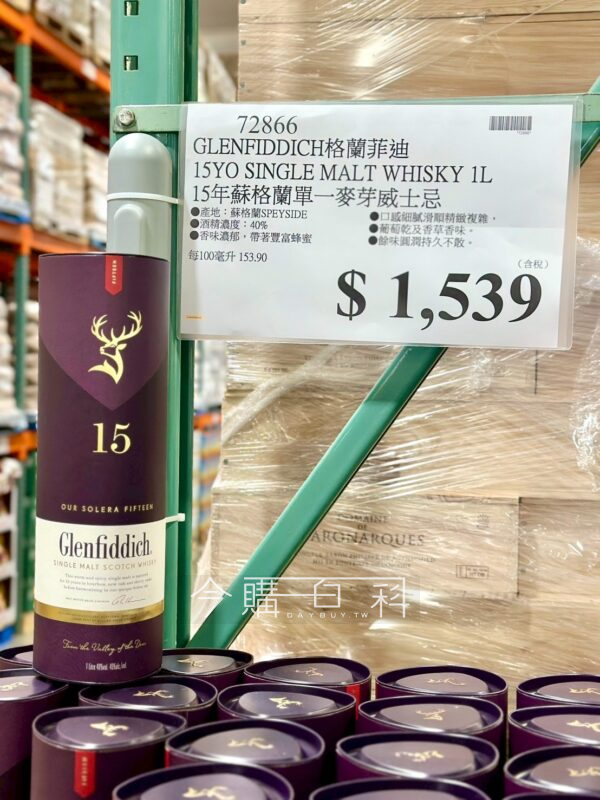 72866
GLENFIDDICH格蘭菲迪
15YO SINGLE MALT WHISKY 1L
15年蘇格蘭單一麥芽威士忌
●產地：蘇格蘭SPEYSIDE
●酒精濃度：40%
●香味濃郁，帶著豐富蜂蜜
●口感細膩滑順精緻複雜，
●葡萄乾及香草香味。
●餘味圓潤持久不散。
每100毫升 153.90
(含稅)
$ 1,539
15
OUR SOLERA FIFTEEN
Glenfiddich
SINGLE MALT SCOTCH WHISKY
From the Valley of the Deer
1 Litre 40%vol.
DOMAINE
ARGNARQUES
今購百科
DAYBUY.TW